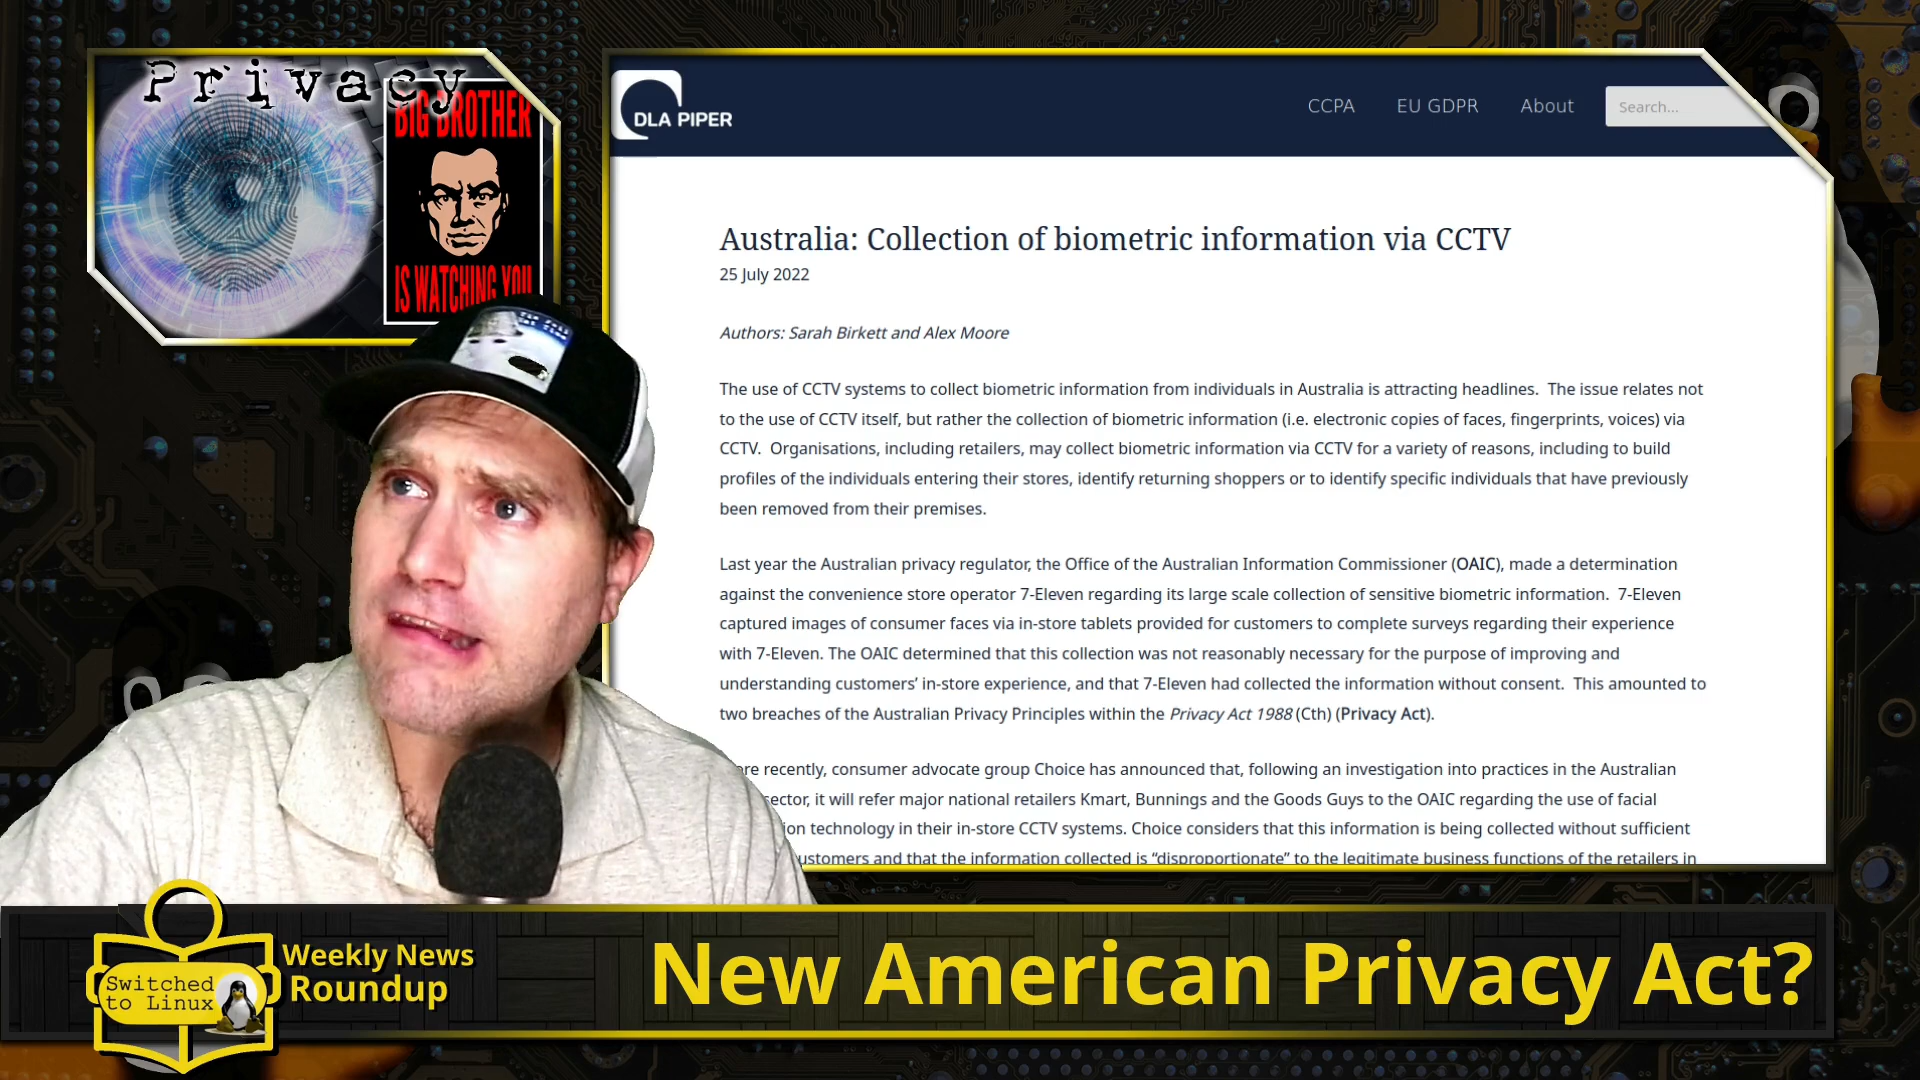 Privacy
BIG BROTHER
IS WATCHING YOU
DLA PIPER
CCPA
EU GDPR
About
Search...
Australia: Collection of biometric information via CCTV
25 July 2022
Authors: Sarah Birkett and Alex Moore
The use of CCTV systems to collect biometric information from individuals in Australia is attracting headlines. The issue relates not
to the use of CCTV itself, but rather the collection of biometric information (i.e. electronic copies of faces, fingerprints, voices) via
CCTV. Organisations, including retailers, may collect biometric information via CCTV for a variety of reasons, including to build
profiles of the individuals entering their stores, identify returning shoppers or to identify specific individuals that have previously
been removed from their premises.
Last year the Australian privacy regulator, the Office of the Australian Information Commissioner (OAIC), made a determination
against the convenience store operator 7-Eleven regarding its large scale collection of sensitive biometric information. 7-Eleven
captured images of consumer faces via in-store tablets provided for customers to complete surveys regarding their experience
with 7-Eleven. The OAIC determined that this collection was not reasonably necessary for the purpose of improving and
understanding customers’ in-store experience, and that 7-Eleven had collected the information without consent. This amounted to
two breaches of the Australian Privacy Principles within the Privacy Act 1988 (Cth) (Privacy Act).
re recently, consumer advocate group Choice has announced that, following an investigation into practices in the Australian
sector, it will refer major national retailers Kmart, Bunnings and the Goods Guys to the OAIC regarding the use of facial
ion technology in their in-store CCTV systems. Choice considers that this information is being collected without sufficient
ustomers and that the information collected is “disproportionate” to the legitimate business functions of the retailers in
Switched
to Linux
Weekly News
Roundup
New American Privacy Act?